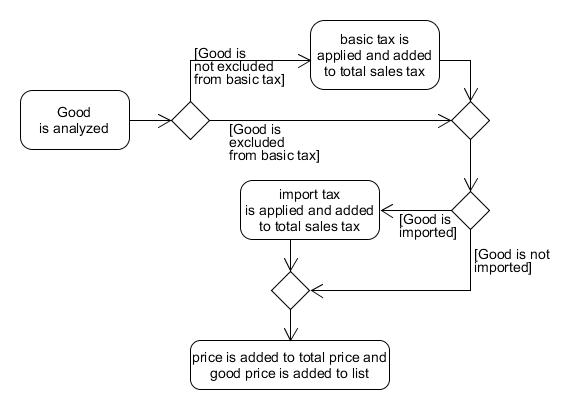 basic tax is
applied and added
to total sales tax
[Good is
not excluded
from basic tax]
Good
is analyzed
[Good is
excluded
from basic tax]
import tax
is applied and added
to total sales tax
[Good is
imported]
[Good is not
imported]
price is added to total price and
good price is added to list